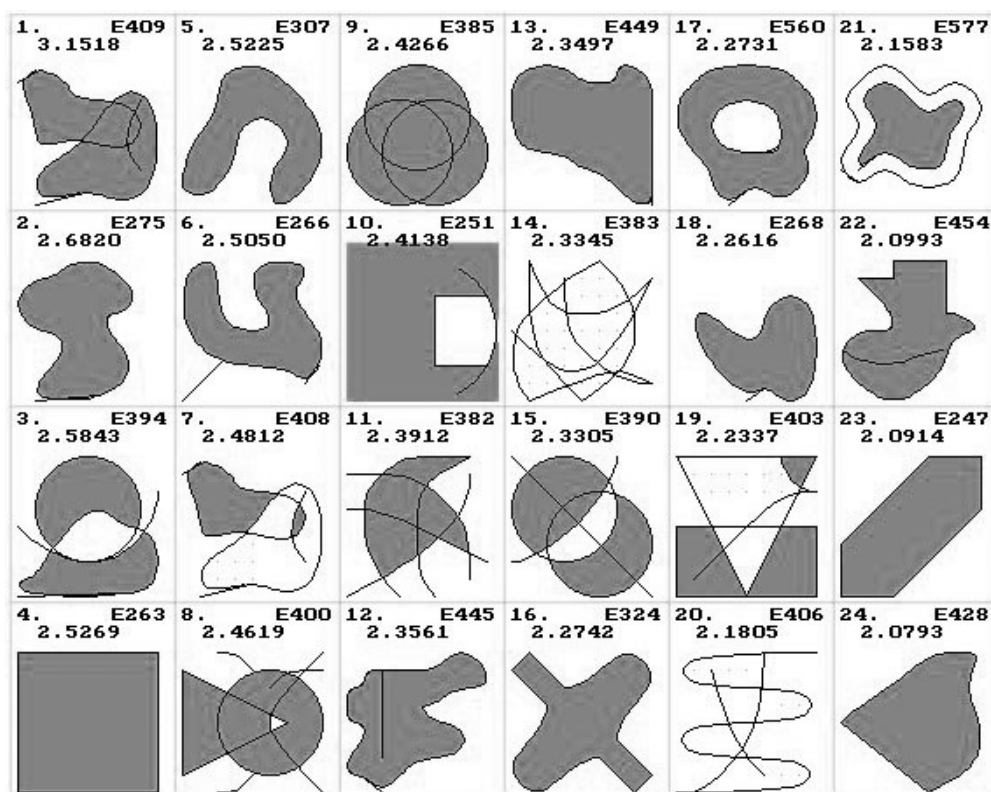 1. E409
3.1518
5. E307
2.5225
9. E385
2.4266
13. E449
2.3497
17. E560
2.2731
21. E577
2.1583
2. E275
2.6820
6. E266
2.5050
10. E251
2.4138
14. E383
2.3345
18. E268
2.2616
22. E454
2.0993
3. E394
2.5843
7. E408
2.4812
11. E382
2.3912
15. E390
2.3305
19. E403
2.2337
23. E247
2.0914
4. E263
2.5269
8. E400
2.4619
12. E445
2.3561
16. E324
2.2742
20. E406
2.1805
24. E428
2.0793